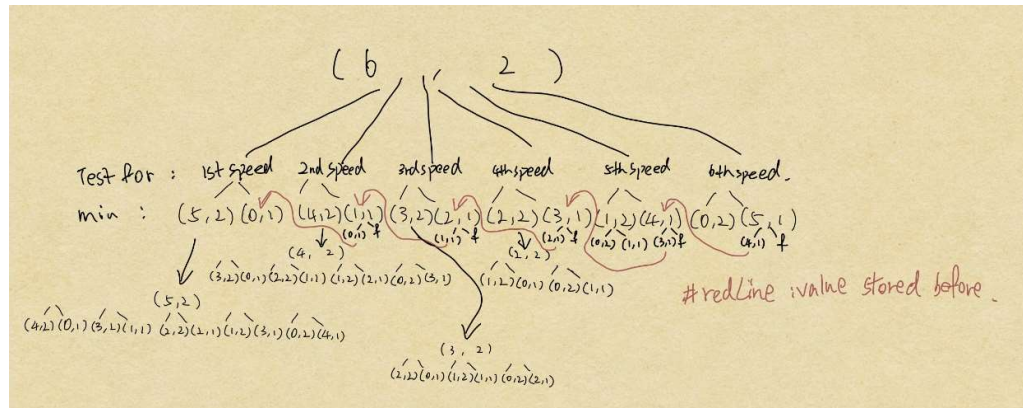 ( 6 , 2 )
Test for : 1st speed 2nd speed 3rd speed 4th speed 5th speed 6th speed.
min : (5,2) (0,1) (4,2) (1,1) (3,2) (2,1) (2,2) (3,1) (1,2) (4,1) (0,2) (5,1)
(0,1) f (1,1) f (2,1) f (0,2) (1,1) (3,1) f (4,1) f
(4, 2) (2,2)
(3,2) (0,1) (2,2) (1,1) (1,2) (2,1) (0,2) (3,1) (1,2) (0,1) (0,2) (1,1)
#redLine : value stored before.
(5,2)
(4,2) (0,1) (3,2) (1,1) (2,2) (2,1) (1,2) (3,1) (0,2) (4,1)
(3, 2)
(2,2) (0,1) (1,2) (1,1) (0,2) (2,1)